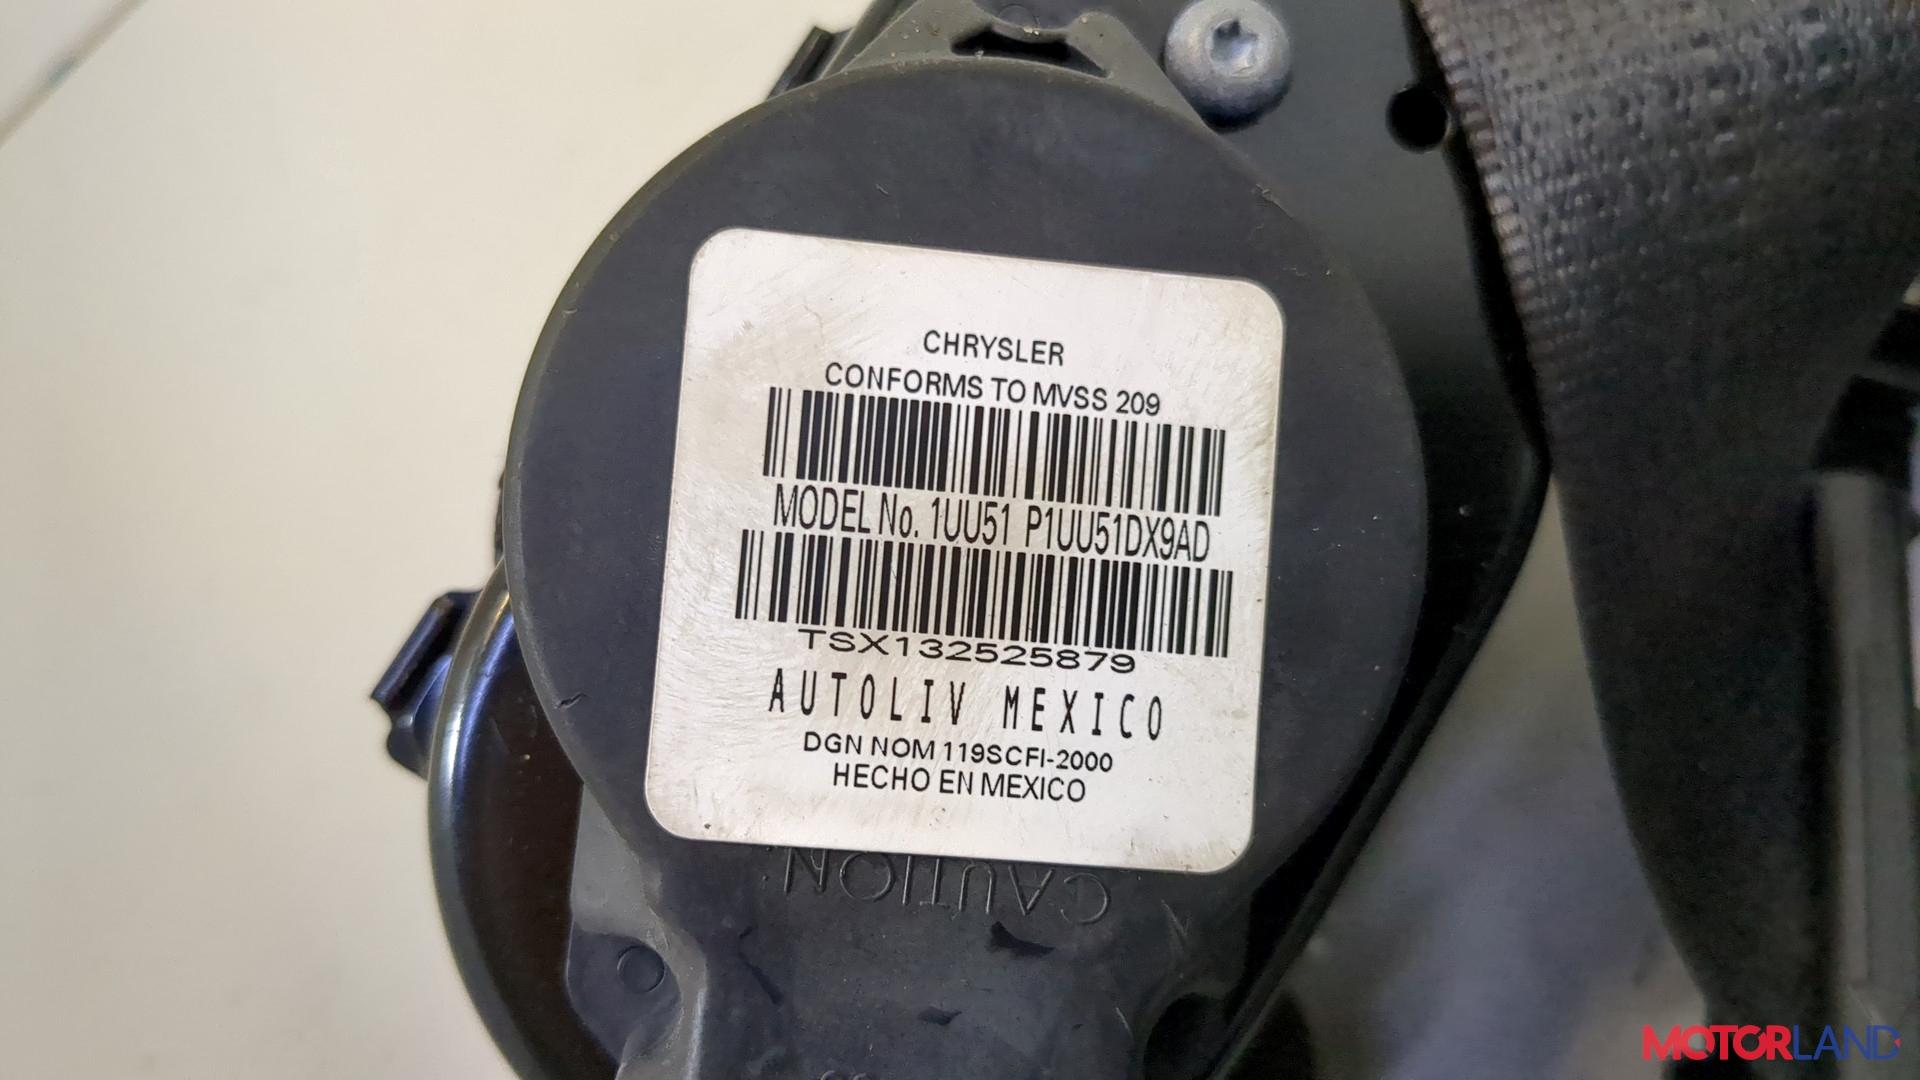 CHRYSLER
CONFORMS TO MVSS 209
MODEL No. 1UU51 P1UU51DX9AD
TSX132525879
AUTOLIV MEXICO
DGN NOM 119SCFI-2000
HECHO EN MEXICO
CAUTION:
MOTORLAND